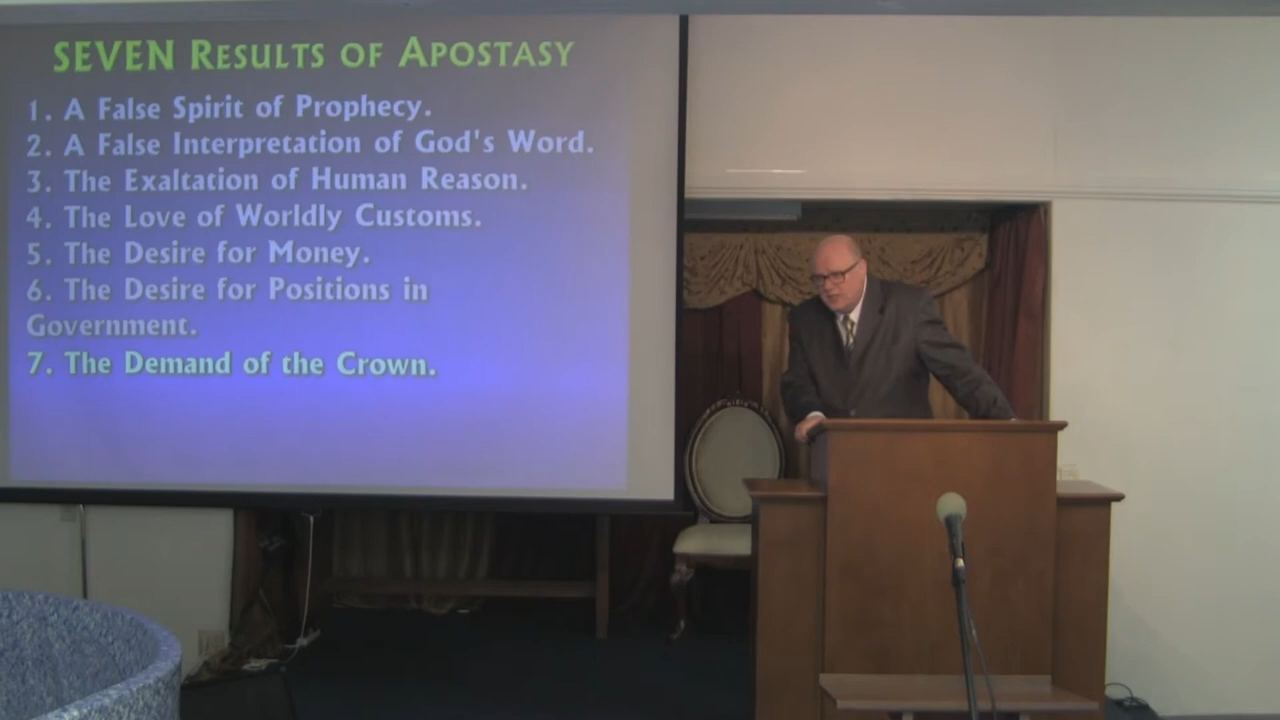 SEVEN RESULTS OF APOSTASY
1. A False Spirit of Prophecy.
2. A False Interpretation of God's Word.
3. The Exaltation of Human Reason.
4. The Love of Worldly Customs.
5. The Desire for Money.
6. The Desire for Positions in
Government.
7. The Demand of the Crown.